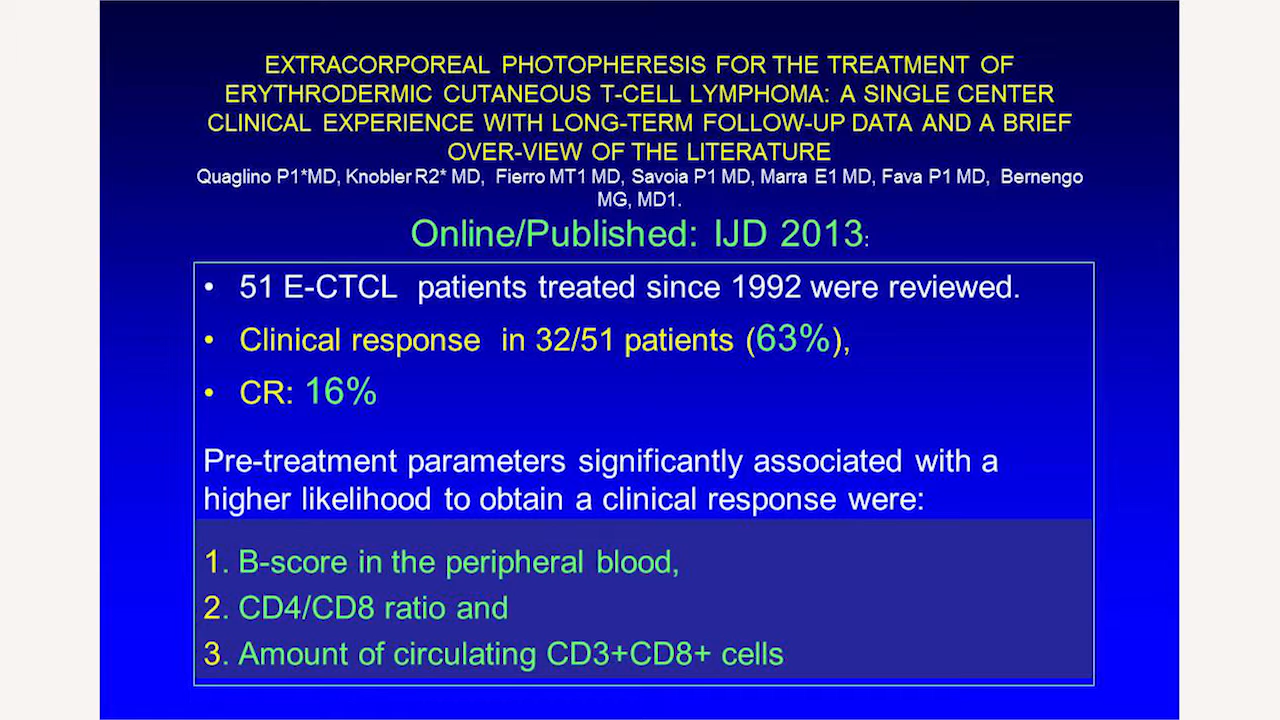 EXTRACORPOREAL PHOTOPHERESIS FOR THE TREATMENT OF
ERYTHRODERMIC CUTANEOUS T-CELL LYMPHOMA: A SINGLE CENTER
CLINICAL EXPERIENCE WITH LONG-TERM FOLLOW-UP DATA AND A BRIEF
OVER-VIEW OF THE LITERATURE
Quaglino P1*MD, Knobler R2* MD, Fierro MT1 MD, Savoia P1 MD, Marra E1 MD, Fava P1 MD, Bernengo
MG, MD1.
Online/Published: IJD 2013:
• 51 E-CTCL patients treated since 1992 were reviewed.
• Clinical response in 32/51 patients (63%),
• CR: 16%
Pre-treatment parameters significantly associated with a
higher likelihood to obtain a clinical response were:
1. B-score in the peripheral blood,
2. CD4/CD8 ratio and
3. Amount of circulating CD3+CD8+ cells